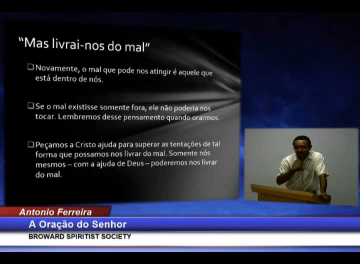 “Mas livrai-nos do mal”
❑Novamente, o mal que pode nos atingir é aquele que
está dentro de nós.
❑Se o mal existisse somente fora, ele não poderia nos
tocar. Lembremos desse pensamento quando orarmos.
❑Peçamos a Cristo ajuda para superar as tentações de tal
forma que possamos nos livrar do mal. Somente nós
mesmos – com a ajuda de Deus – poderemos nos livrar
do mal.
Antonio Ferreira
A Oração do Senhor
BROWARD SPIRITIST SOCIETY